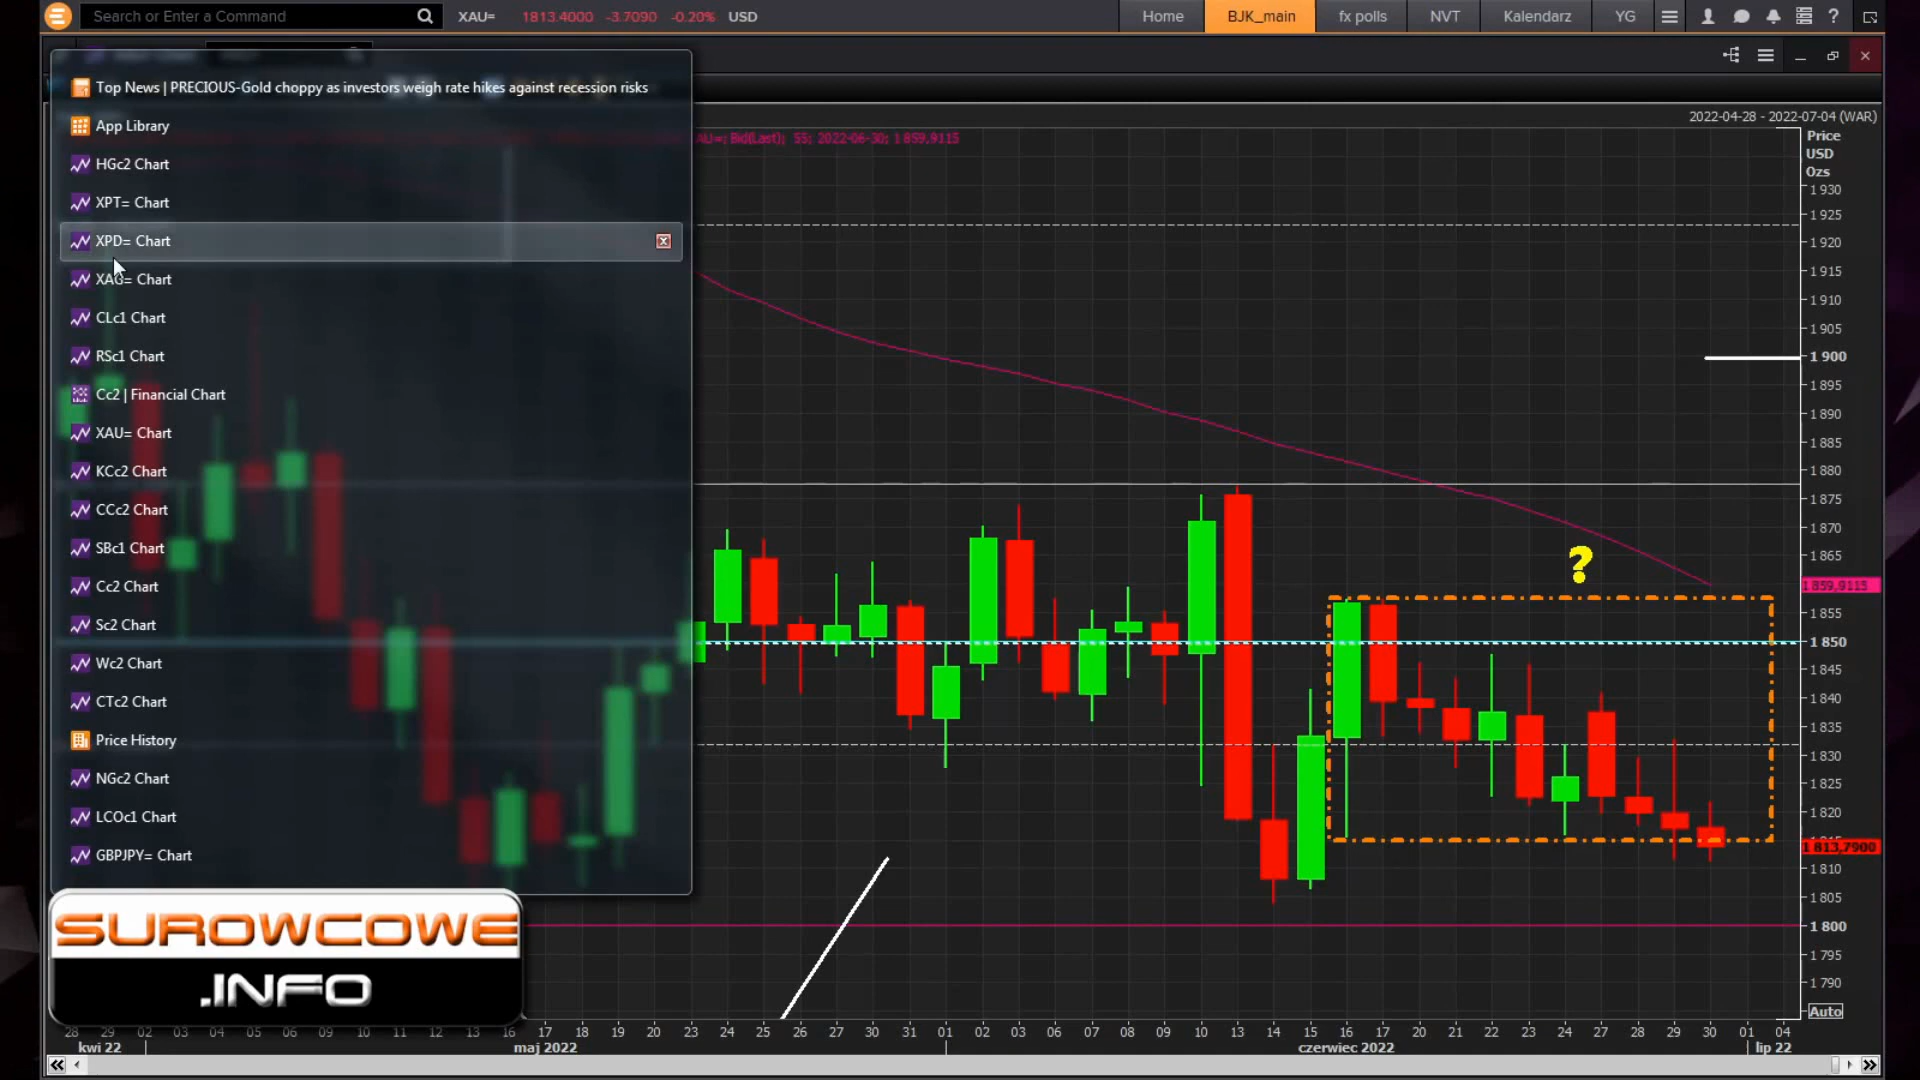 Search or Enter a Command
XAU= 1813.4000 -3.7090 -0.20% USD
Home BJK_main fx polls NVT Kalendarz YG
Top News | PRECIOUS-Gold choppy as investors weigh rate hikes against recession risks
App Library
HGc2 Chart
XPT= Chart
XPD= Chart
XAG= Chart
CLc1 Chart
RSc1 Chart
Cc2 | Financial Chart
XAU= Chart
KCc2 Chart
CCc2 Chart
SBc1 Chart
Cc2 Chart
Sc2 Chart
Wc2 Chart
CTc2 Chart
Price History
NGc2 Chart
LCOc1 Chart
GBPJPY= Chart
2022-04-28 - 2022-07-04 (WAR)
AU=; Bid(Last); 55; 2022-06-30; 1 859,9115
Price
USD
Ozs
1 930
1 925
1 920
1 915
1 910
1 905
1 900
1 895
1 890
1 885
1 880
1 875
1 870
1 865
?
1 859,9115
1 855
1 850
1 845
1 840
1 835
1 830
1 825
1 820
1 813,7900
1 810
1 805
1 800
1 795
1 790
Auto
SUROWCOWE
.INFO
28 29 02 03 04 05 06 09 10 11 12 13 16 17 18 19 20 23 24 25 26 27 30 31 01 02 03 06 07 08 09 10 13 14 15 16 17 20 21 22 23 24 27 28 29 30 01 04
kwi 22 maj 2022 czerwiec 2022 lip 22